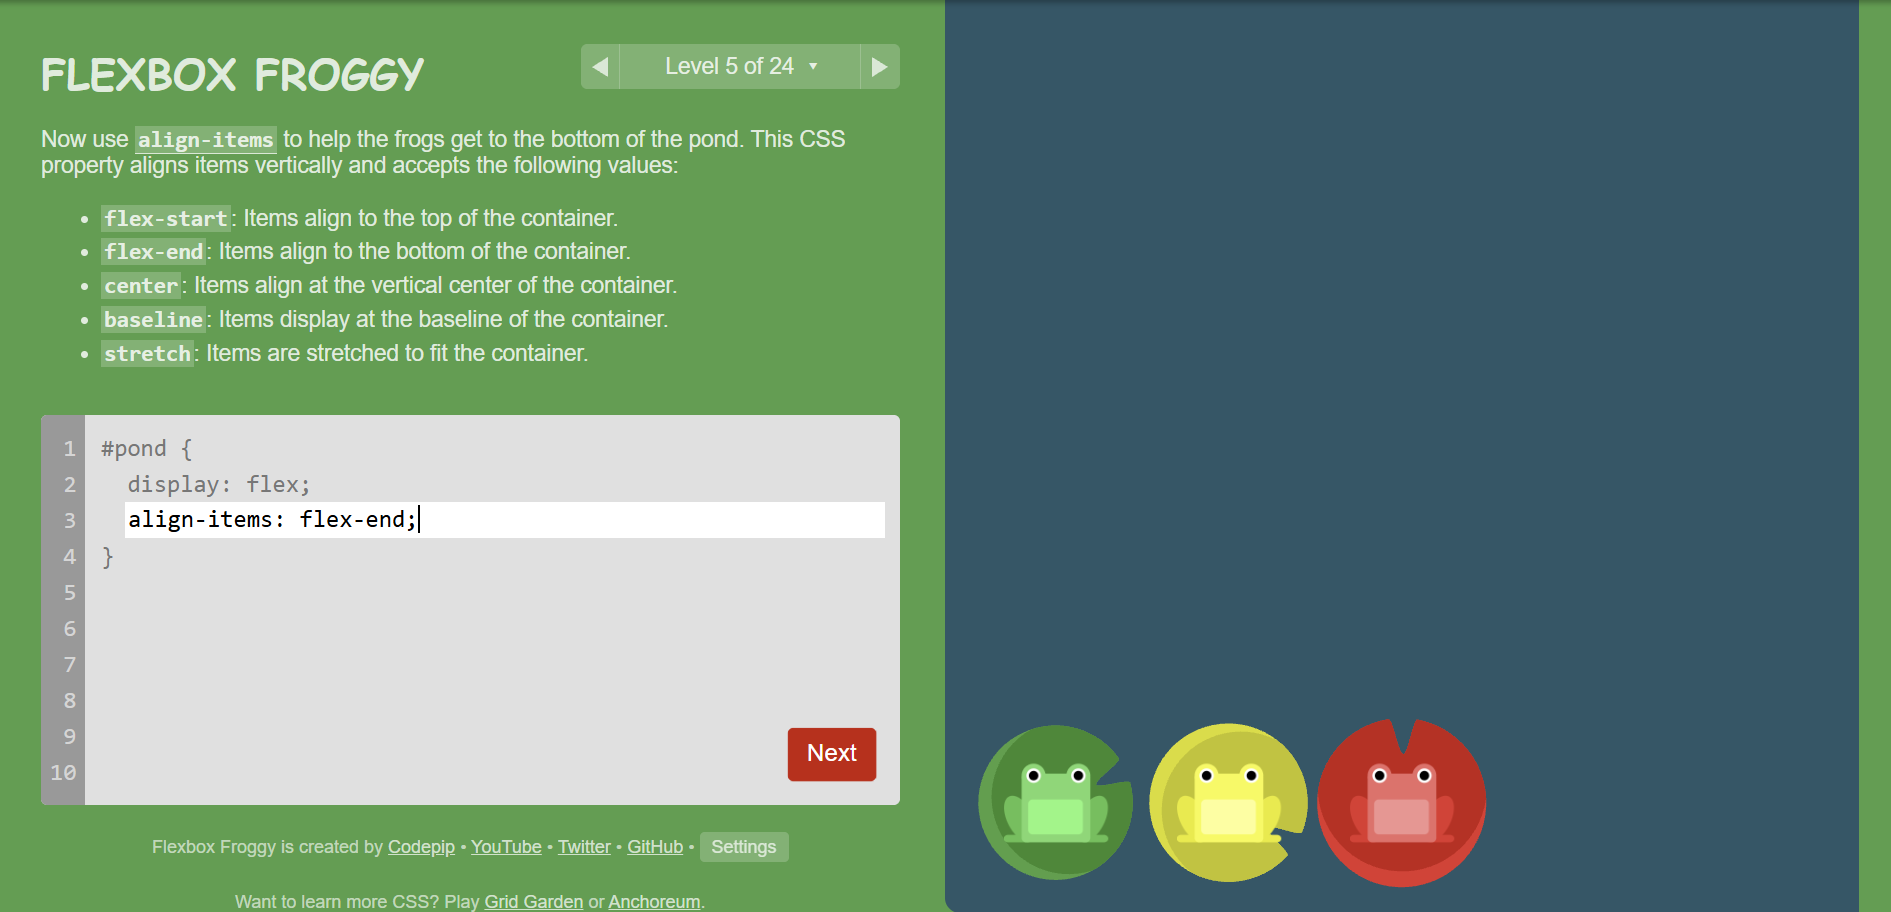 FLEXBOX FROGGY
Level 5 of 24
Now use align-items to help the frogs get to the bottom of the pond. This CSS
property aligns items vertically and accepts the following values:
flex-start: Items align to the top of the container.
flex-end: Items align to the bottom of the container.
center: Items align at the vertical center of the container.
baseline: Items display at the baseline of the container.
stretch: Items are stretched to fit the container.
1 #pond {
2 display: flex;
3 align-items: flex-end;
4 }
5
6
7
8
9
10
Next
Flexbox Froggy is created by Codepip • YouTube • Twitter • GitHub • Settings
Want to learn more CSS? Play Grid Garden or Anchoreum.